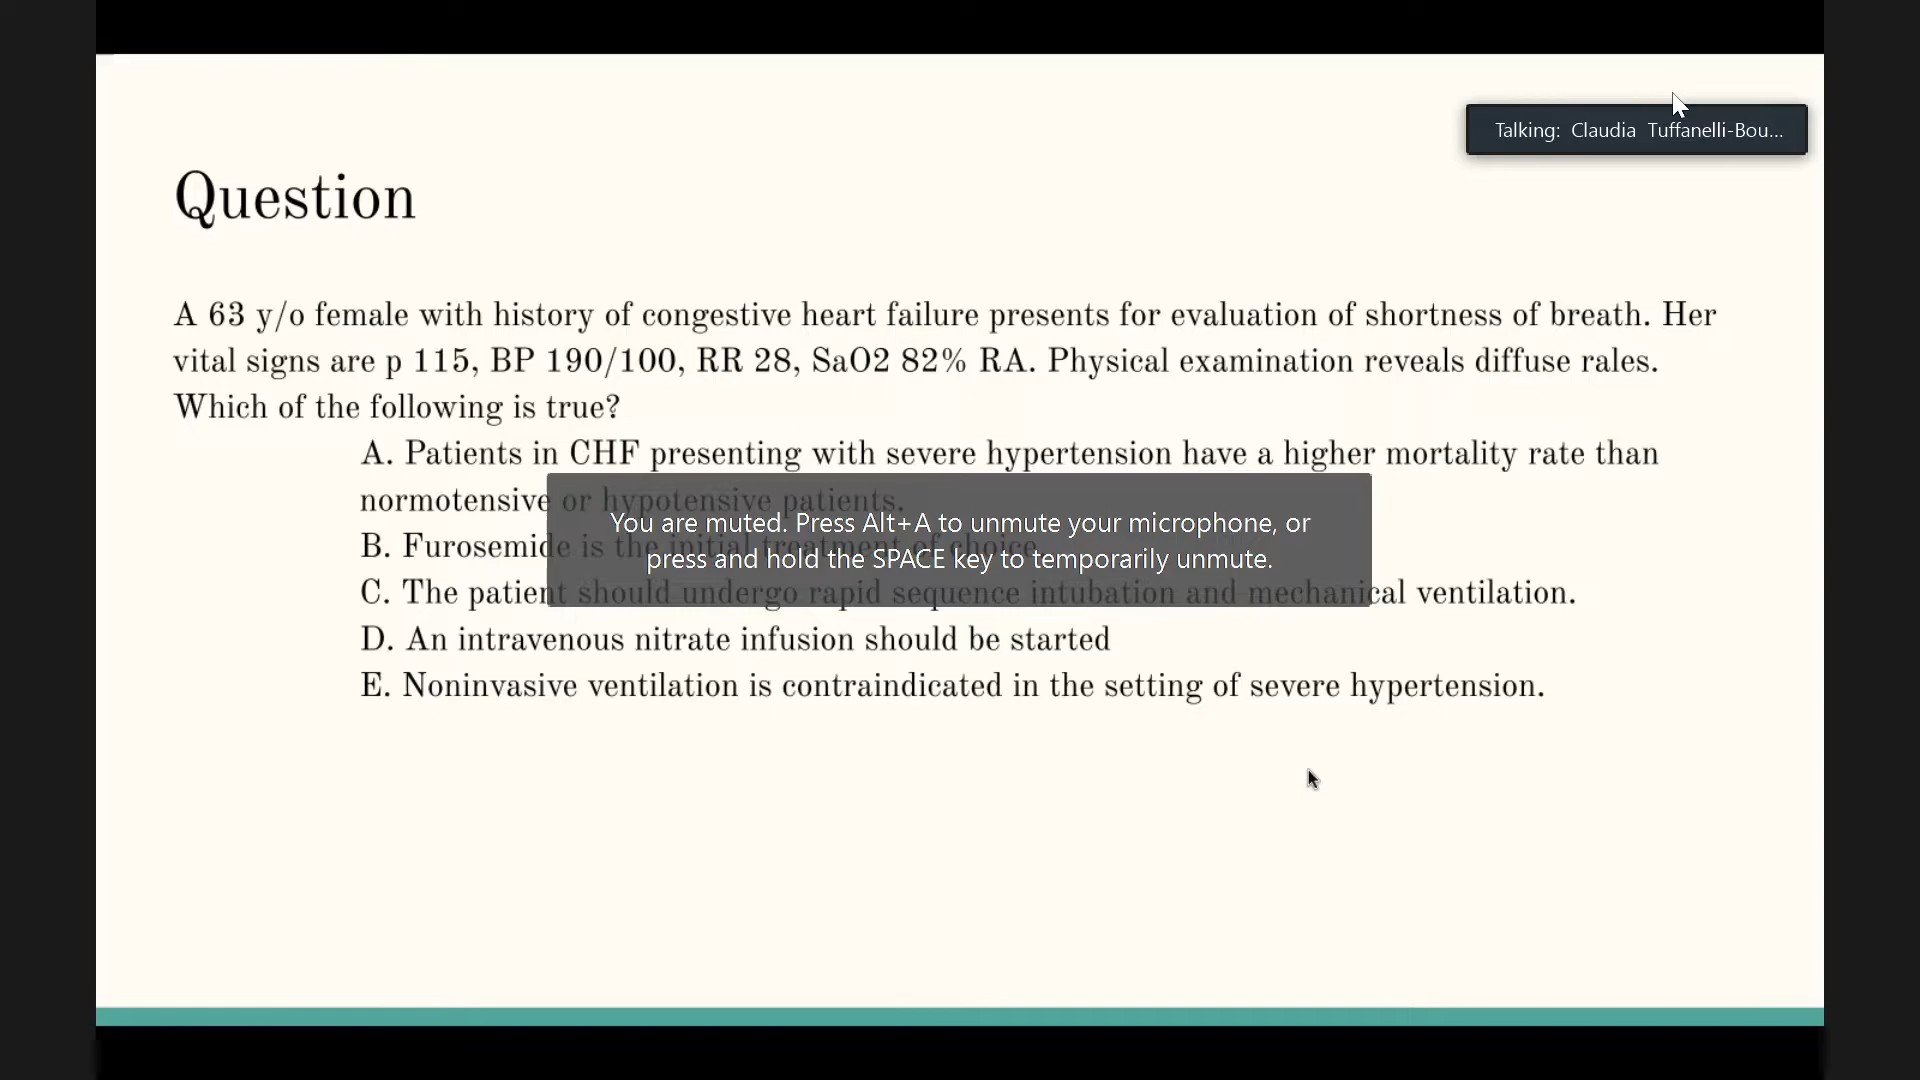 Talking: Claudia Tuffanelli-Bou...
Question
A 63 y/o female with history of congestive heart failure presents for evaluation of shortness of breath. Her
vital signs are p 115, BP 190/100, RR 28, SaO2 82% RA. Physical examination reveals diffuse rales.
Which of the following is true?
A. Patients in CHF presenting with severe hypertension have a higher mortality rate than
normotensive or hypotensive patients.
B. Furosemide is the initial treatment of choice.
C. The patient should undergo rapid sequence intubation and mechanical ventilation.
D. An intravenous nitrate infusion should be started
E. Noninvasive ventilation is contraindicated in the setting of severe hypertension.
You are muted. Press Alt+A to unmute your microphone, or
press and hold the SPACE key to temporarily unmute.